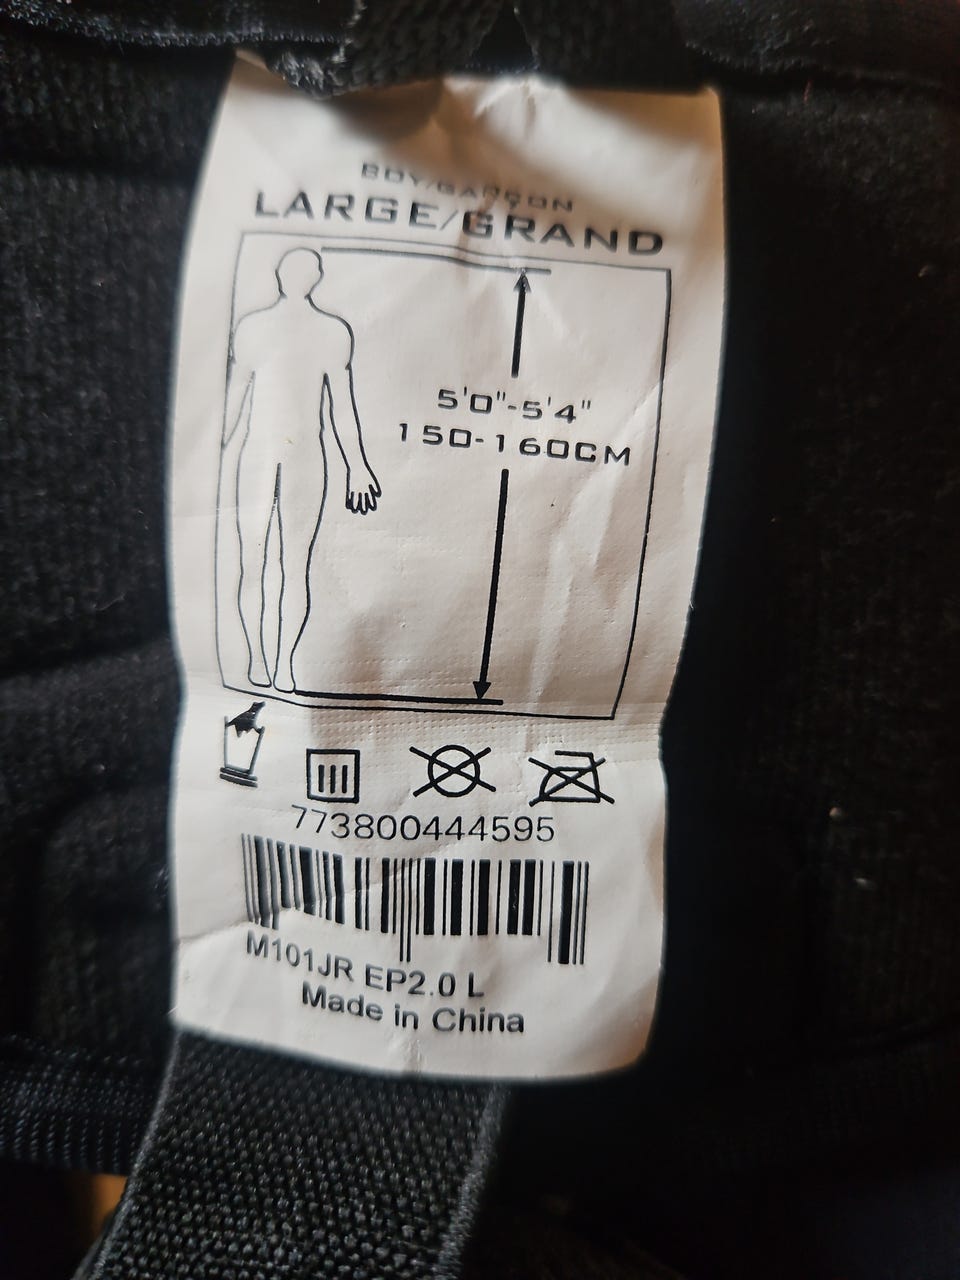 BOY/GARÇON
LARGE/GRAND
5'0"-5'4"
150-160CM
773800444595
M101JR EP2.0 L
Made in China